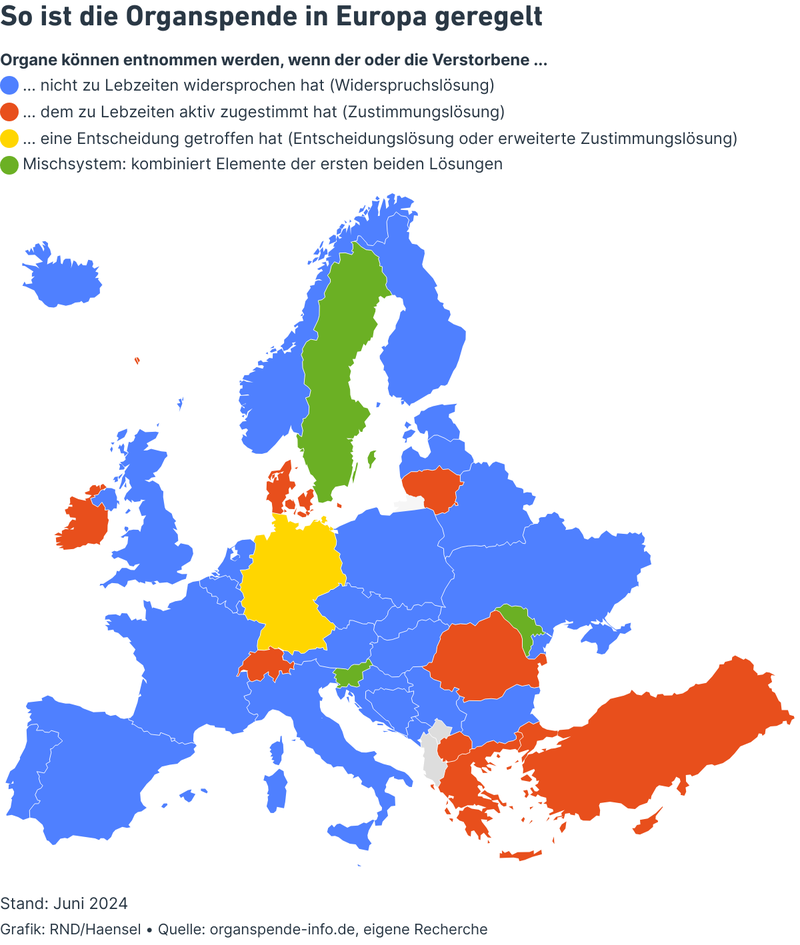 So ist die Organspende in Europa geregelt
Organe können entnommen werden, wenn der oder die Verstorbene ...
... nicht zu Lebzeiten widersprochen hat (Widerspruchslösung)
... dem zu Lebzeiten aktiv zugestimmt hat (Zustimmungslösung)
... eine Entscheidung getroffen hat (Entscheidungslösung oder erweiterte Zustimmungslösung)
Mischsystem: kombiniert Elemente der ersten beiden Lösungen
Stand: Juni 2024
Grafik: RND/Haensel • Quelle: organspende-info.de, eigene Recherche